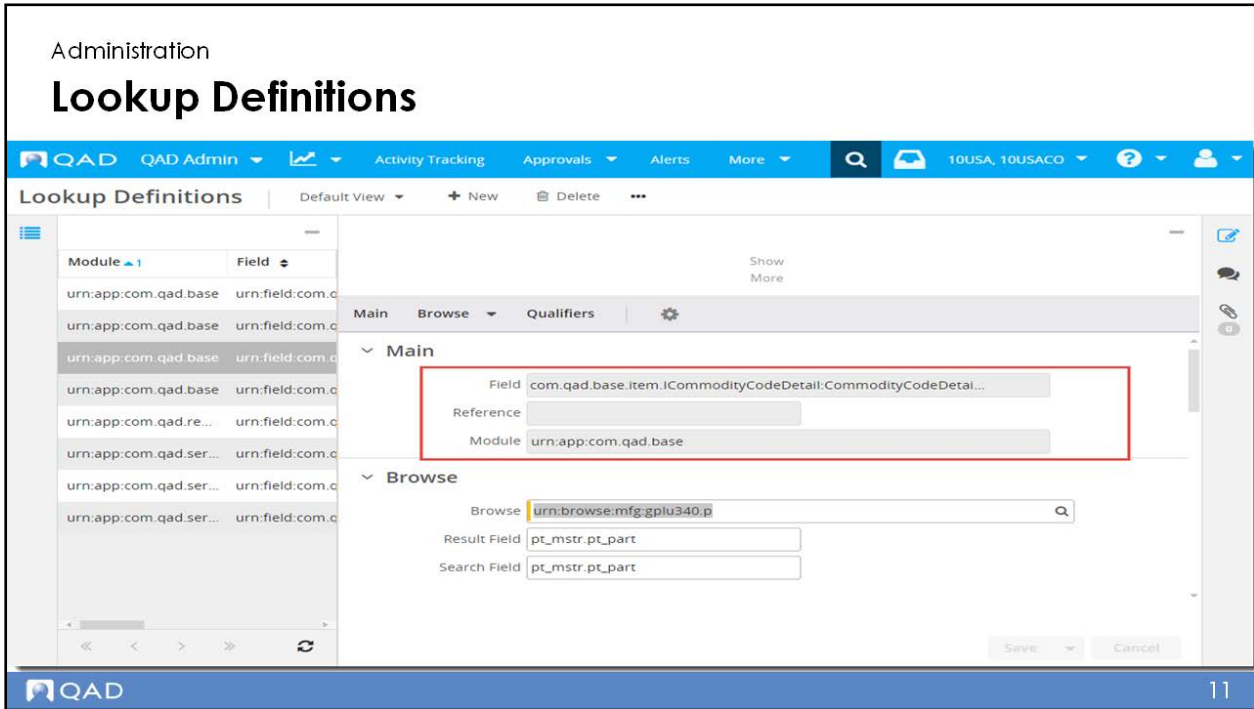 Administration
Lookup Definitions
QAD QAD Admin Activity Tracking Approvals Alerts More 10USA, 10USACO ?
Lookup Definitions Default View + New Delete •••
Module 1 Field
urn:app:com.qad.base urn:field:com.q
urn:app:com.qad.base urn:field:com.q
urn:app:com.qad.base urn:field:com.q
urn:app:com.qad.base urn:field:com.q
urn:app:com.qad.re... urn:field:com.q
urn:app:com.qad.ser... urn:field:com.q
urn:app:com.qad.ser... urn:field:com.q
urn:app:com.qad.ser... urn:field:com.q
Show
More
Main Browse Qualifiers
Main
Field com.qad.base.item.ICommodityCodeDetail:CommodityCodeDetai...
Reference
Module urn:app:com.qad.base
Browse
Browse urn:browse:mfg:gplu340.p
Result Field pt_mstr.pt_part
Search Field pt_mstr.pt_part
Save Cancel
0
QAD 11